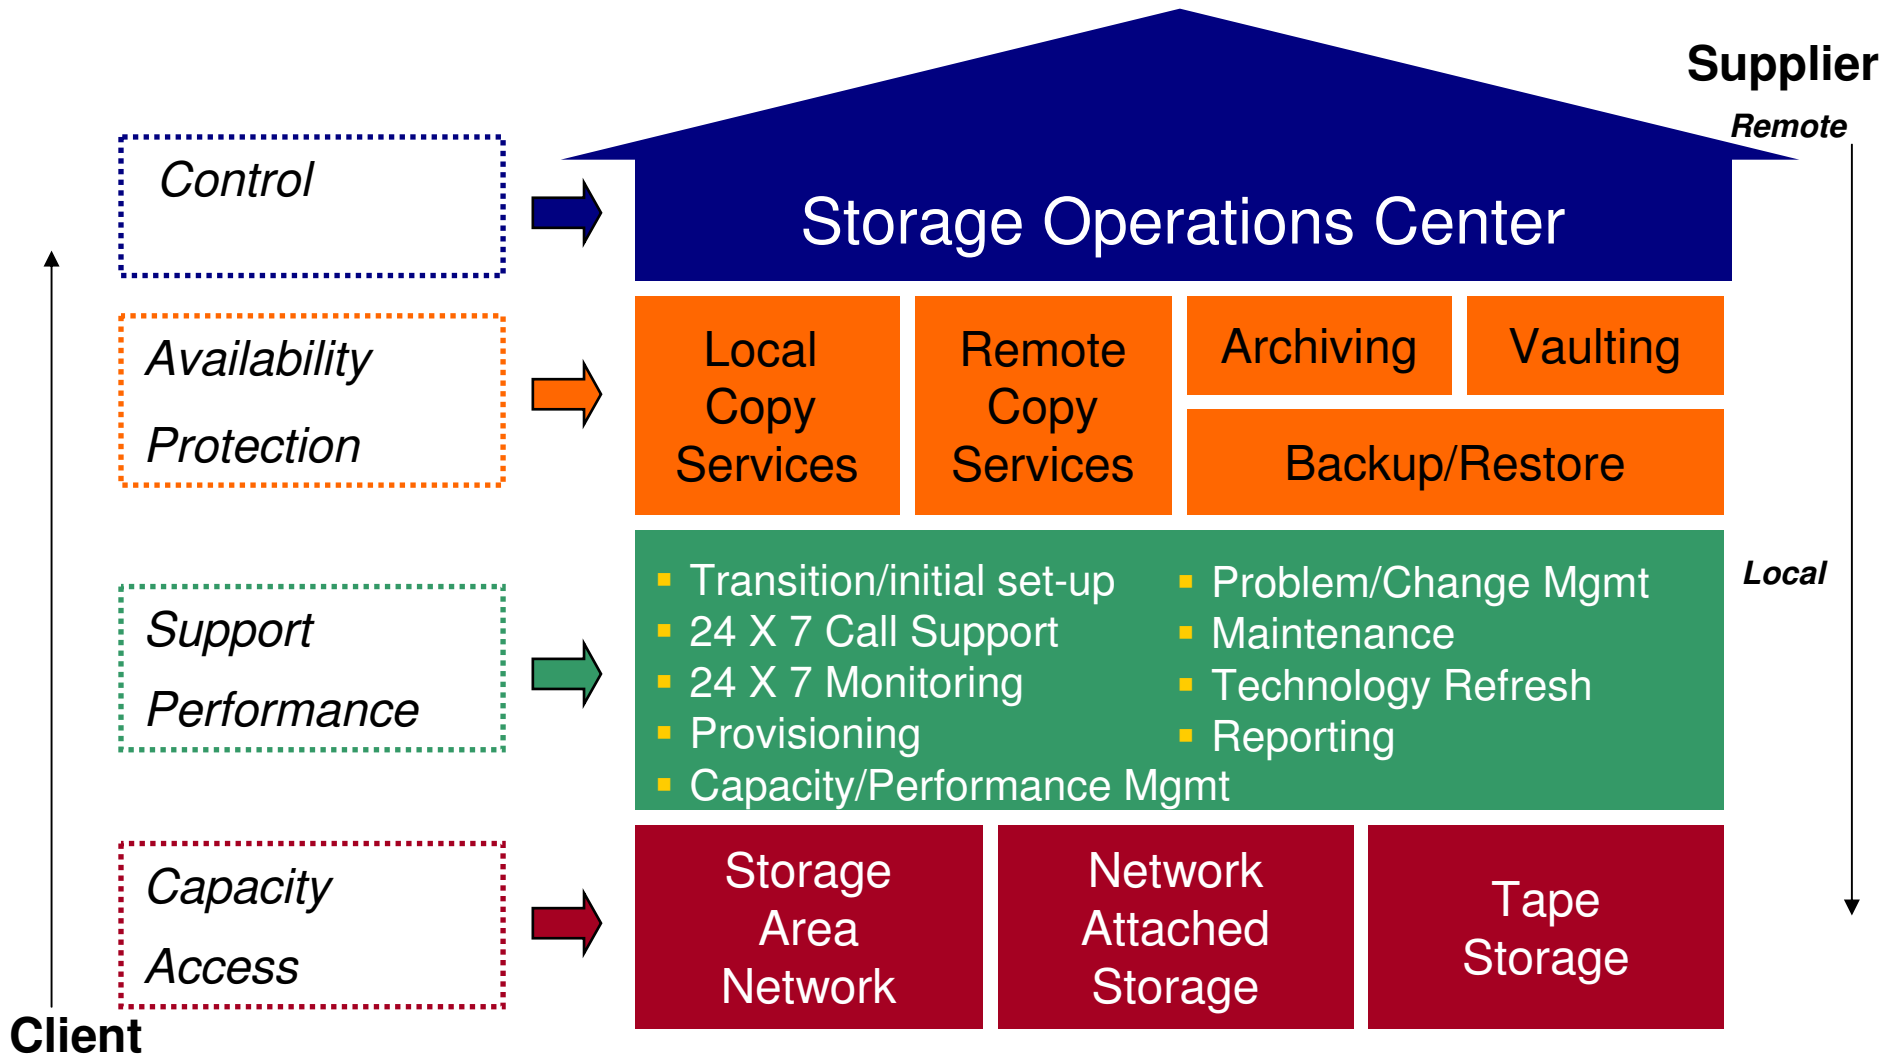 Supplier
Remote
Control
Storage Operations Center
Availability
Protection
Local
Copy
Services
Remote
Copy
Services
Archiving
Vaulting
Backup/Restore
Support
Performance
Transition/initial set-up
24 X 7 Call Support
24 X 7 Monitoring
Provisioning
Capacity/Performance Mgmt
Problem/Change Mgmt
Maintenance
Technology Refresh
Reporting
Local
Capacity
Access
Storage
Area
Network
Network
Attached
Storage
Tape
Storage
Client